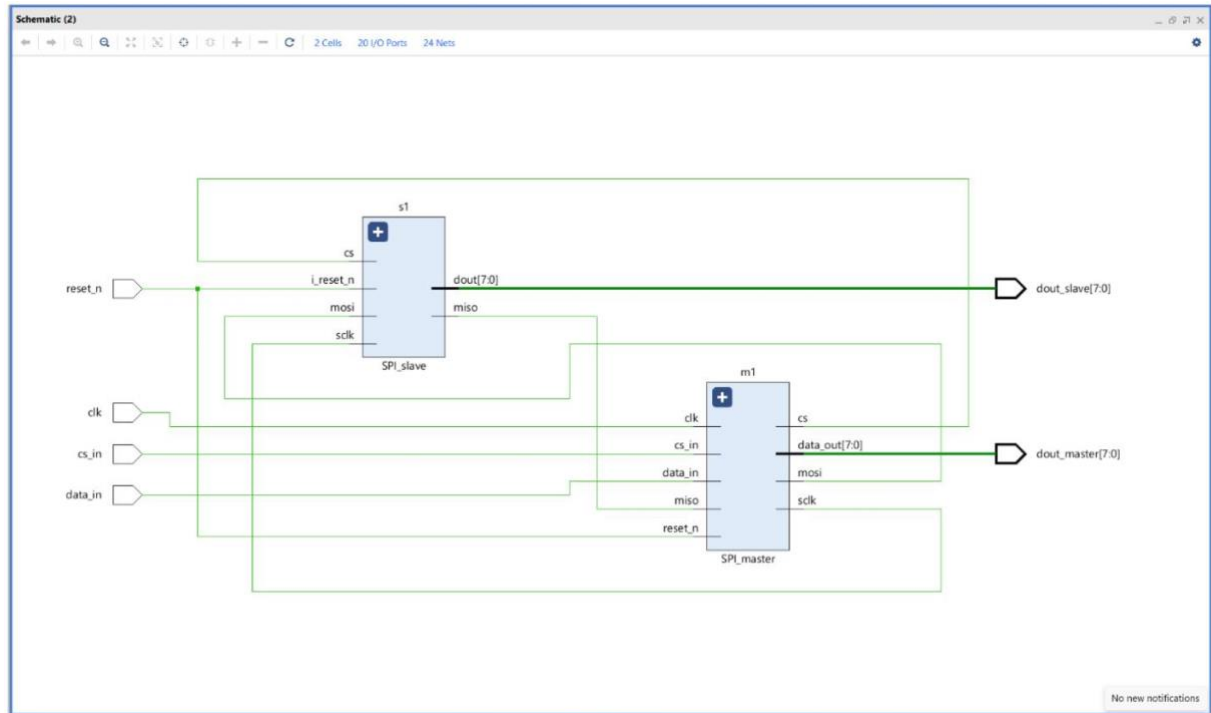 Schematic (2)
2 Cells 20 I/O Ports 24 Nets
s1
cs
reset_n
i_reset_n
dout[7:0]
dout_slave[7:0]
mosi
miso
sclk
SPI_slave
m1
clk
clk
cs
cs_in
cs_in
data_out[7:0]
dout_master[7:0]
data_in
data_in
mosi
miso
sclk
reset_n
SPI_master
No new notifications